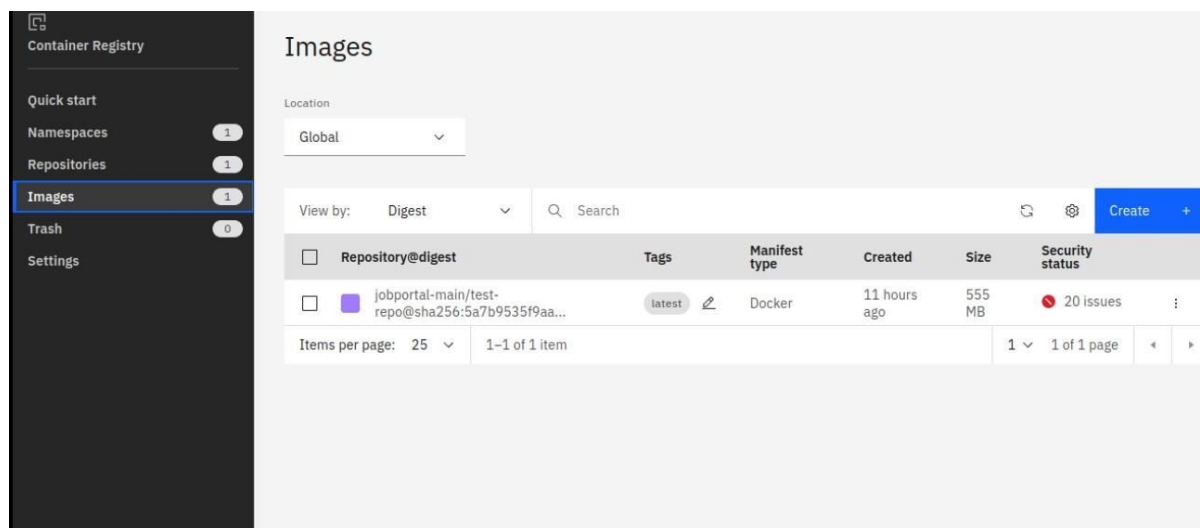 Container Registry
Quick start
Namespaces 1
Repositories 1
Images 1
Trash 0
Settings
Images
Location
Global
View by: Digest Search Create +
Repository@digest Tags Manifest type Created Size Security status
jobportal-main/test-
repo@sha256:5a7b9535f9aa... latest Docker 11 hours ago 555 MB 20 issues
Items per page: 25 1–1 of 1 item 1 1 of 1 page